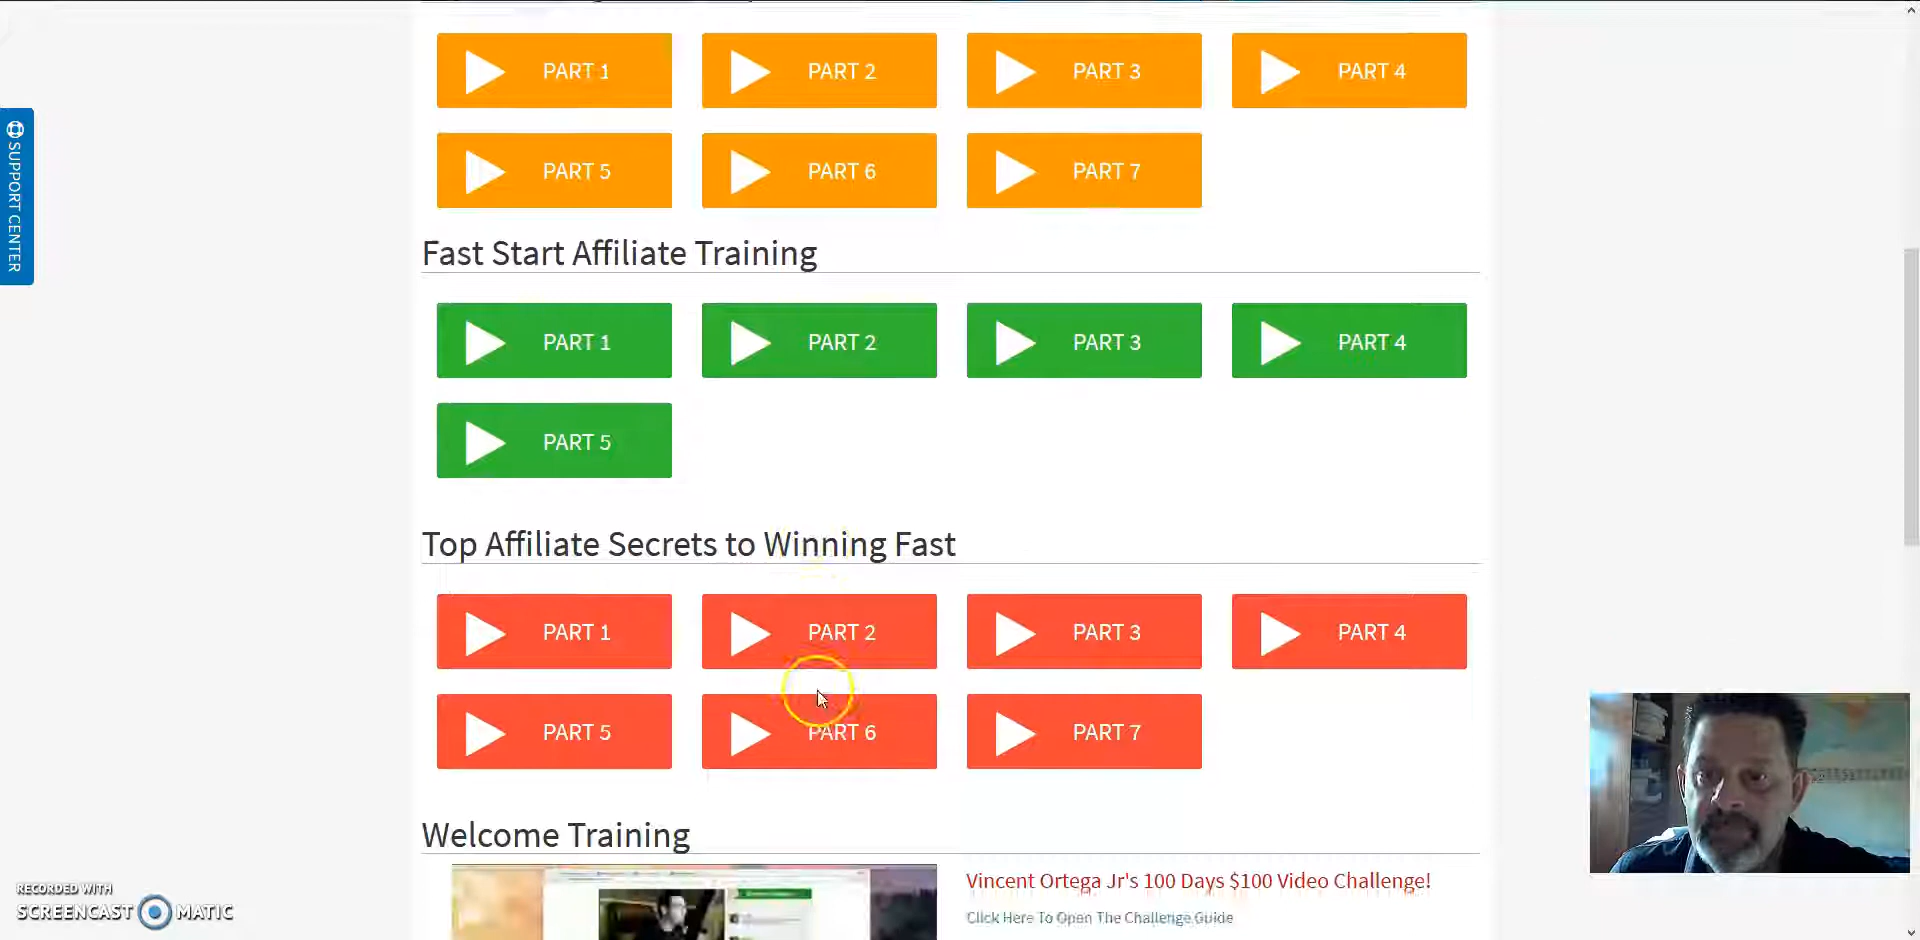 PART 1
PART 2
PART 3
PART 4
PART 5
PART 6
PART 7
SUPPORT CENTER
Fast Start Affiliate Training
PART 1
PART 2
PART 3
PART 4
PART 5
Top Affiliate Secrets to Winning Fast
PART 1
PART 2
PART 3
PART 4
PART 5
PART 6
PART 7
Welcome Training
Vincent Ortega Jr's 100 Days $100 Video Challenge!
Click Here To Open The Challenge Guide
RECORDED WITH
SCREENCAST MATIC